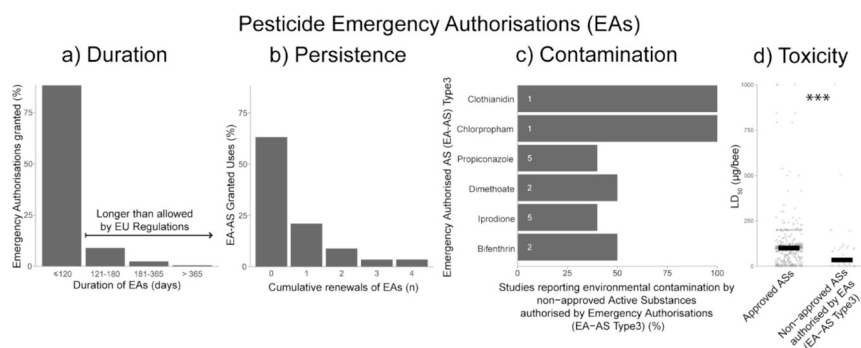 Pesticide Emergency Authorisations (EAs)
a) Duration
b) Persistence
c) Contamination
d) Toxicity
Emergency Authorisations granted (%)
75
50
25
0
Longer than allowed
by EU Regulations
≤120
121-180
181-365
> 365
Duration of EAs (days)
EA-AS Granted Uses (%)
75
50
25
0
0
1
2
3
4
Cumulative renewals of EAs (n)
Emergency Authorised AS (EA-AS) Type3
Clothianidin
1
Chlorpropham
1
Propiconazole
5
Dimethoate
2
Iprodione
5
Bifenthrin
2
0
25
50
75
100
Studies reporting environmental contamination by
non-approved Active Substances
authorised by Emergency Authorisations
(EA-AS Type3) (%)
LD50 (µg/bee)
1000
750
500
250
0
***
Approved ASs
Non-approved ASs
authorised by EAs
(EA-AS Type3)